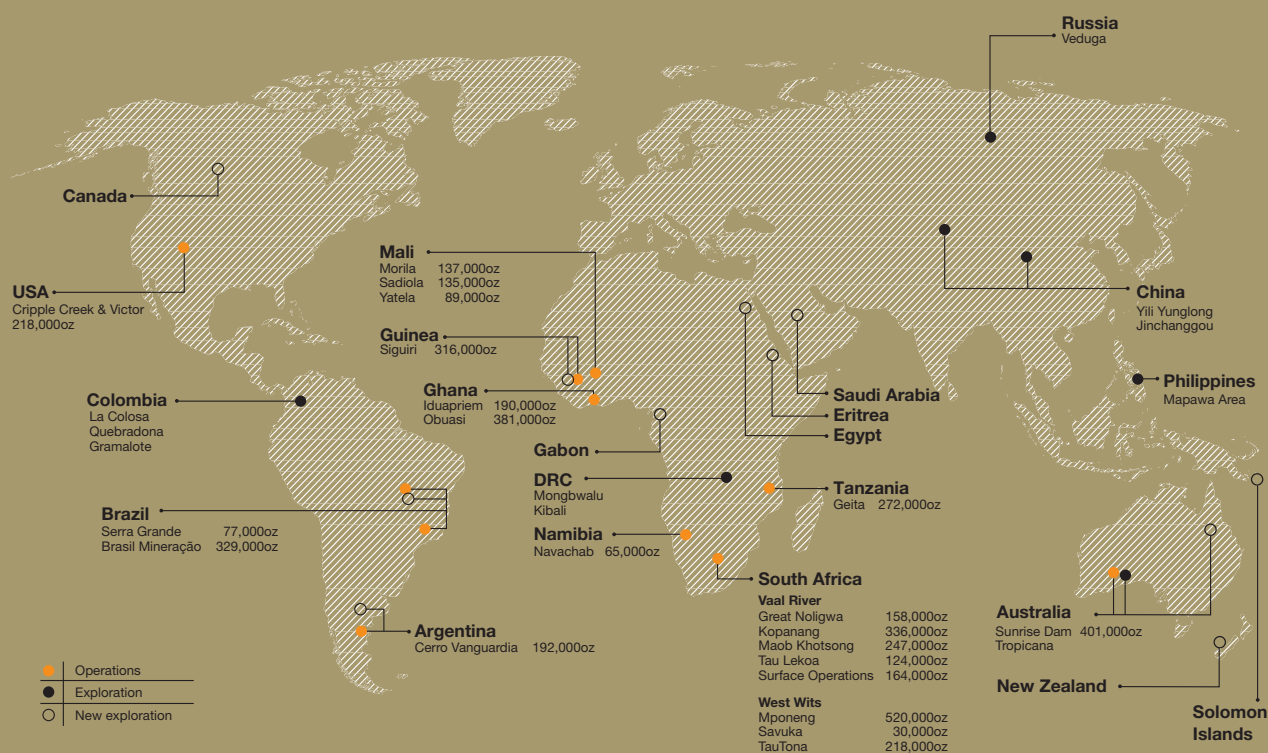 Russia
Veduga
Canada
Mali
Morila 137,000oz
Sadiola 135,000oz
Yatela 89,000oz
USA
Cripple Creek & Victor
218,000oz
China
Yili Yunglong
Jinchanggou
Guinea
Siguiri 316,000oz
Ghana
Iduapriem 190,000oz
Obuasi 381,000oz
Colombia
La Colosa
Quebradona
Gramalote
Philippines
Mapawa Area
Saudi Arabia
Eritrea
Egypt
Gabon
DRC
Mongbwalu
Kibali
Tanzania
Geita 272,000oz
Brazil
Serra Grande 77,000oz
Brasil Mineração 329,000oz
Namibia
Navachab 65,000oz
South Africa
Vaal River
Great Noligwa 158,000oz
Kopanang 336,000oz
Maob Khotsong 247,000oz
Tau Lekoa 124,000oz
Surface Operations 164,000oz
West Wits
Mponeng 520,000oz
Savuka 30,000oz
TauTona 218,000oz
Argentina
Cerro Vanguardia 192,000oz
Australia
Sunrise Dam 401,000oz
Tropicana
New Zealand
Solomon
Islands
Operations
Exploration
New exploration